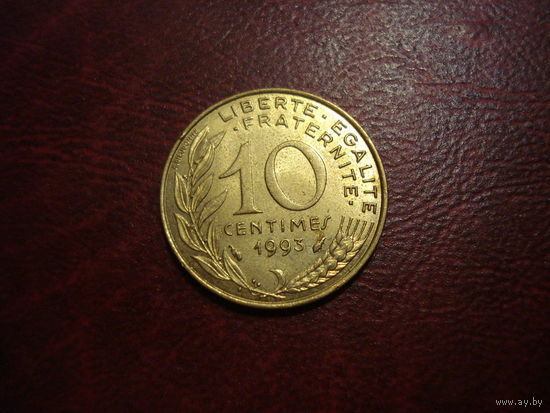 LIBERTE · EGALITE
· FRATERNITE ·
10
CENTIMES
1993
www.ay.by